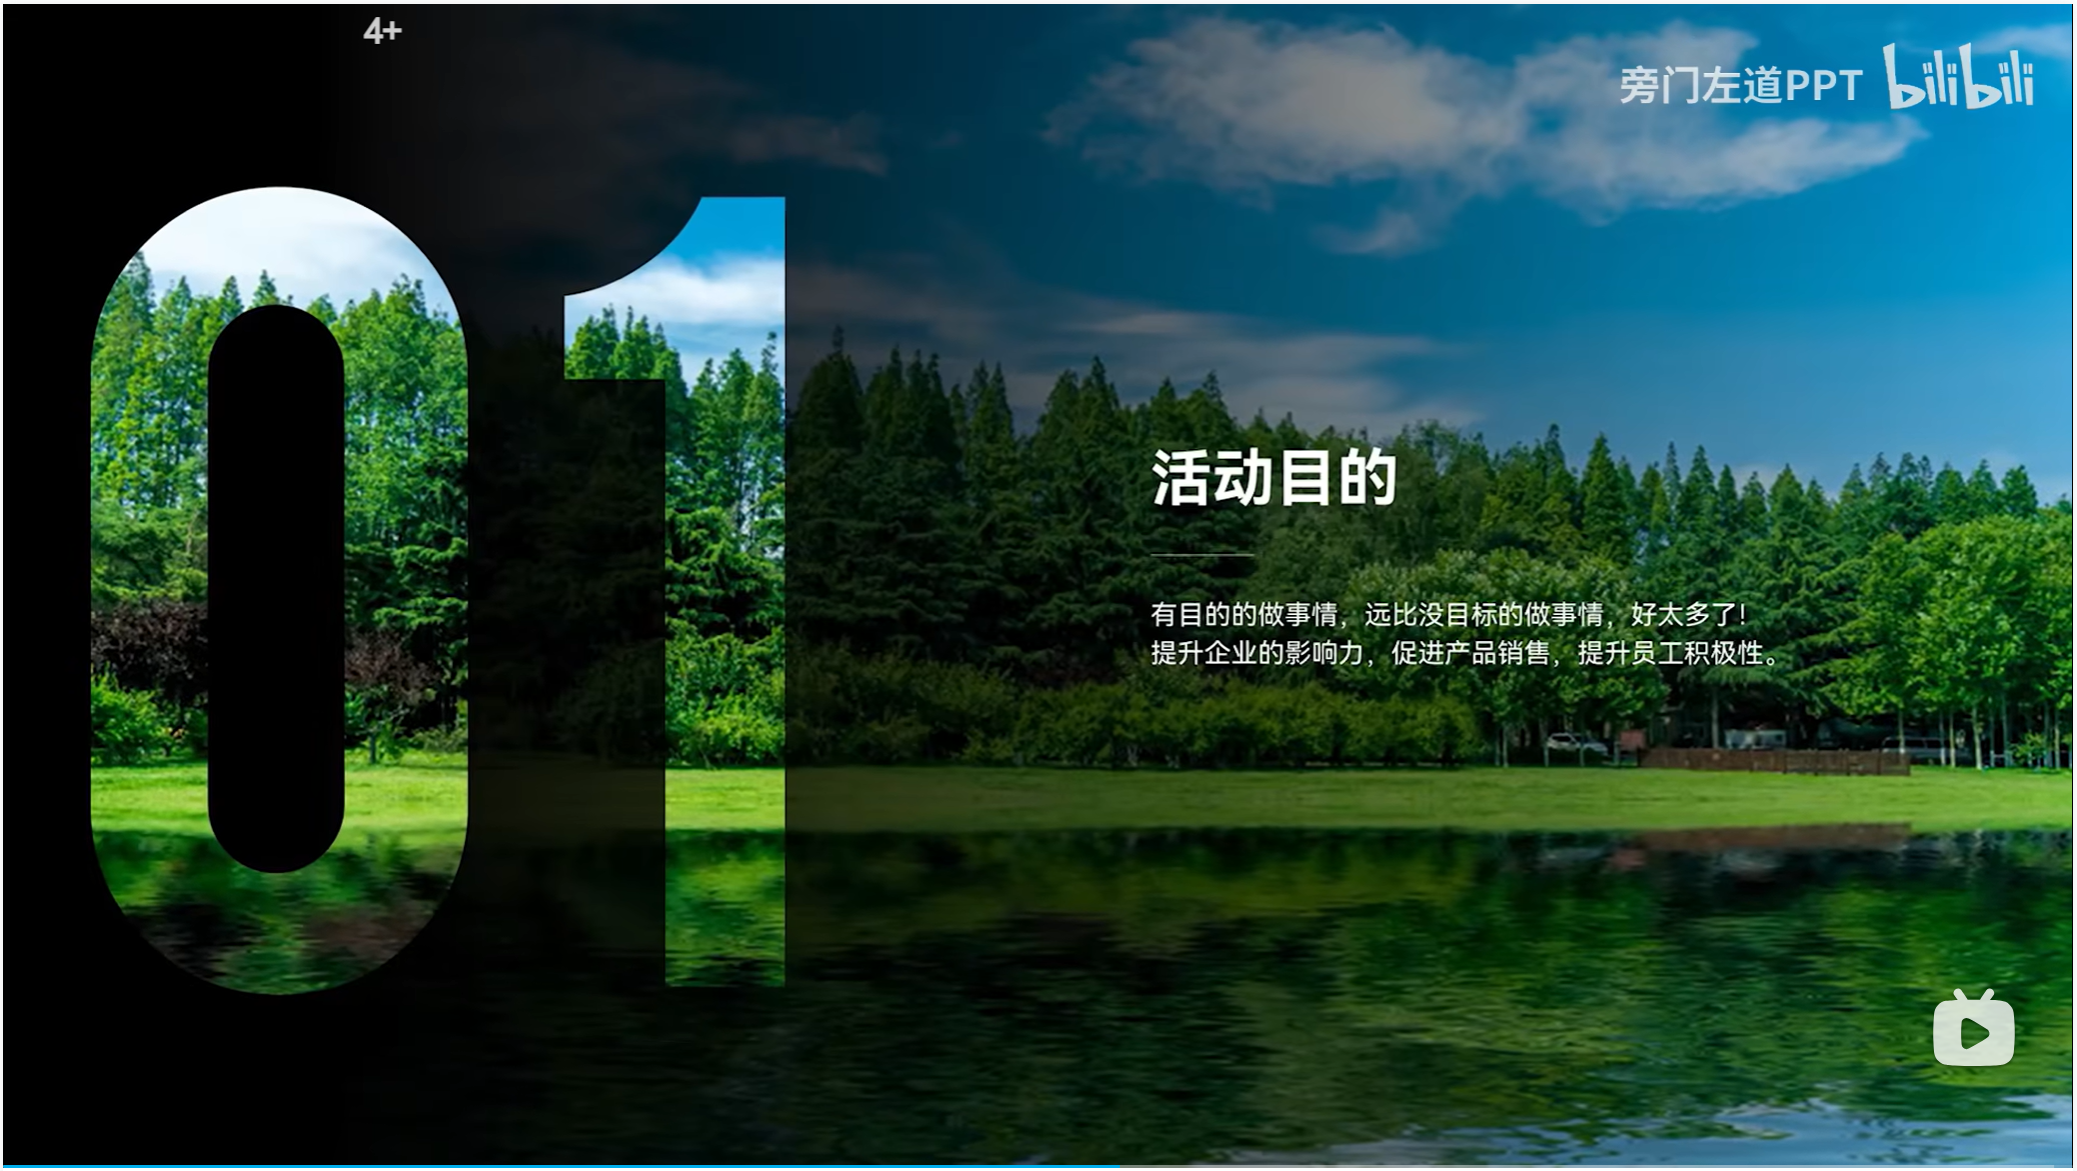 4+
旁门左道PPT bilibili
01
活动目的
有目的的做事情，远比没目标的做事情，好太多了！
提升企业的影响力，促进产品销售，提升员工积极性。